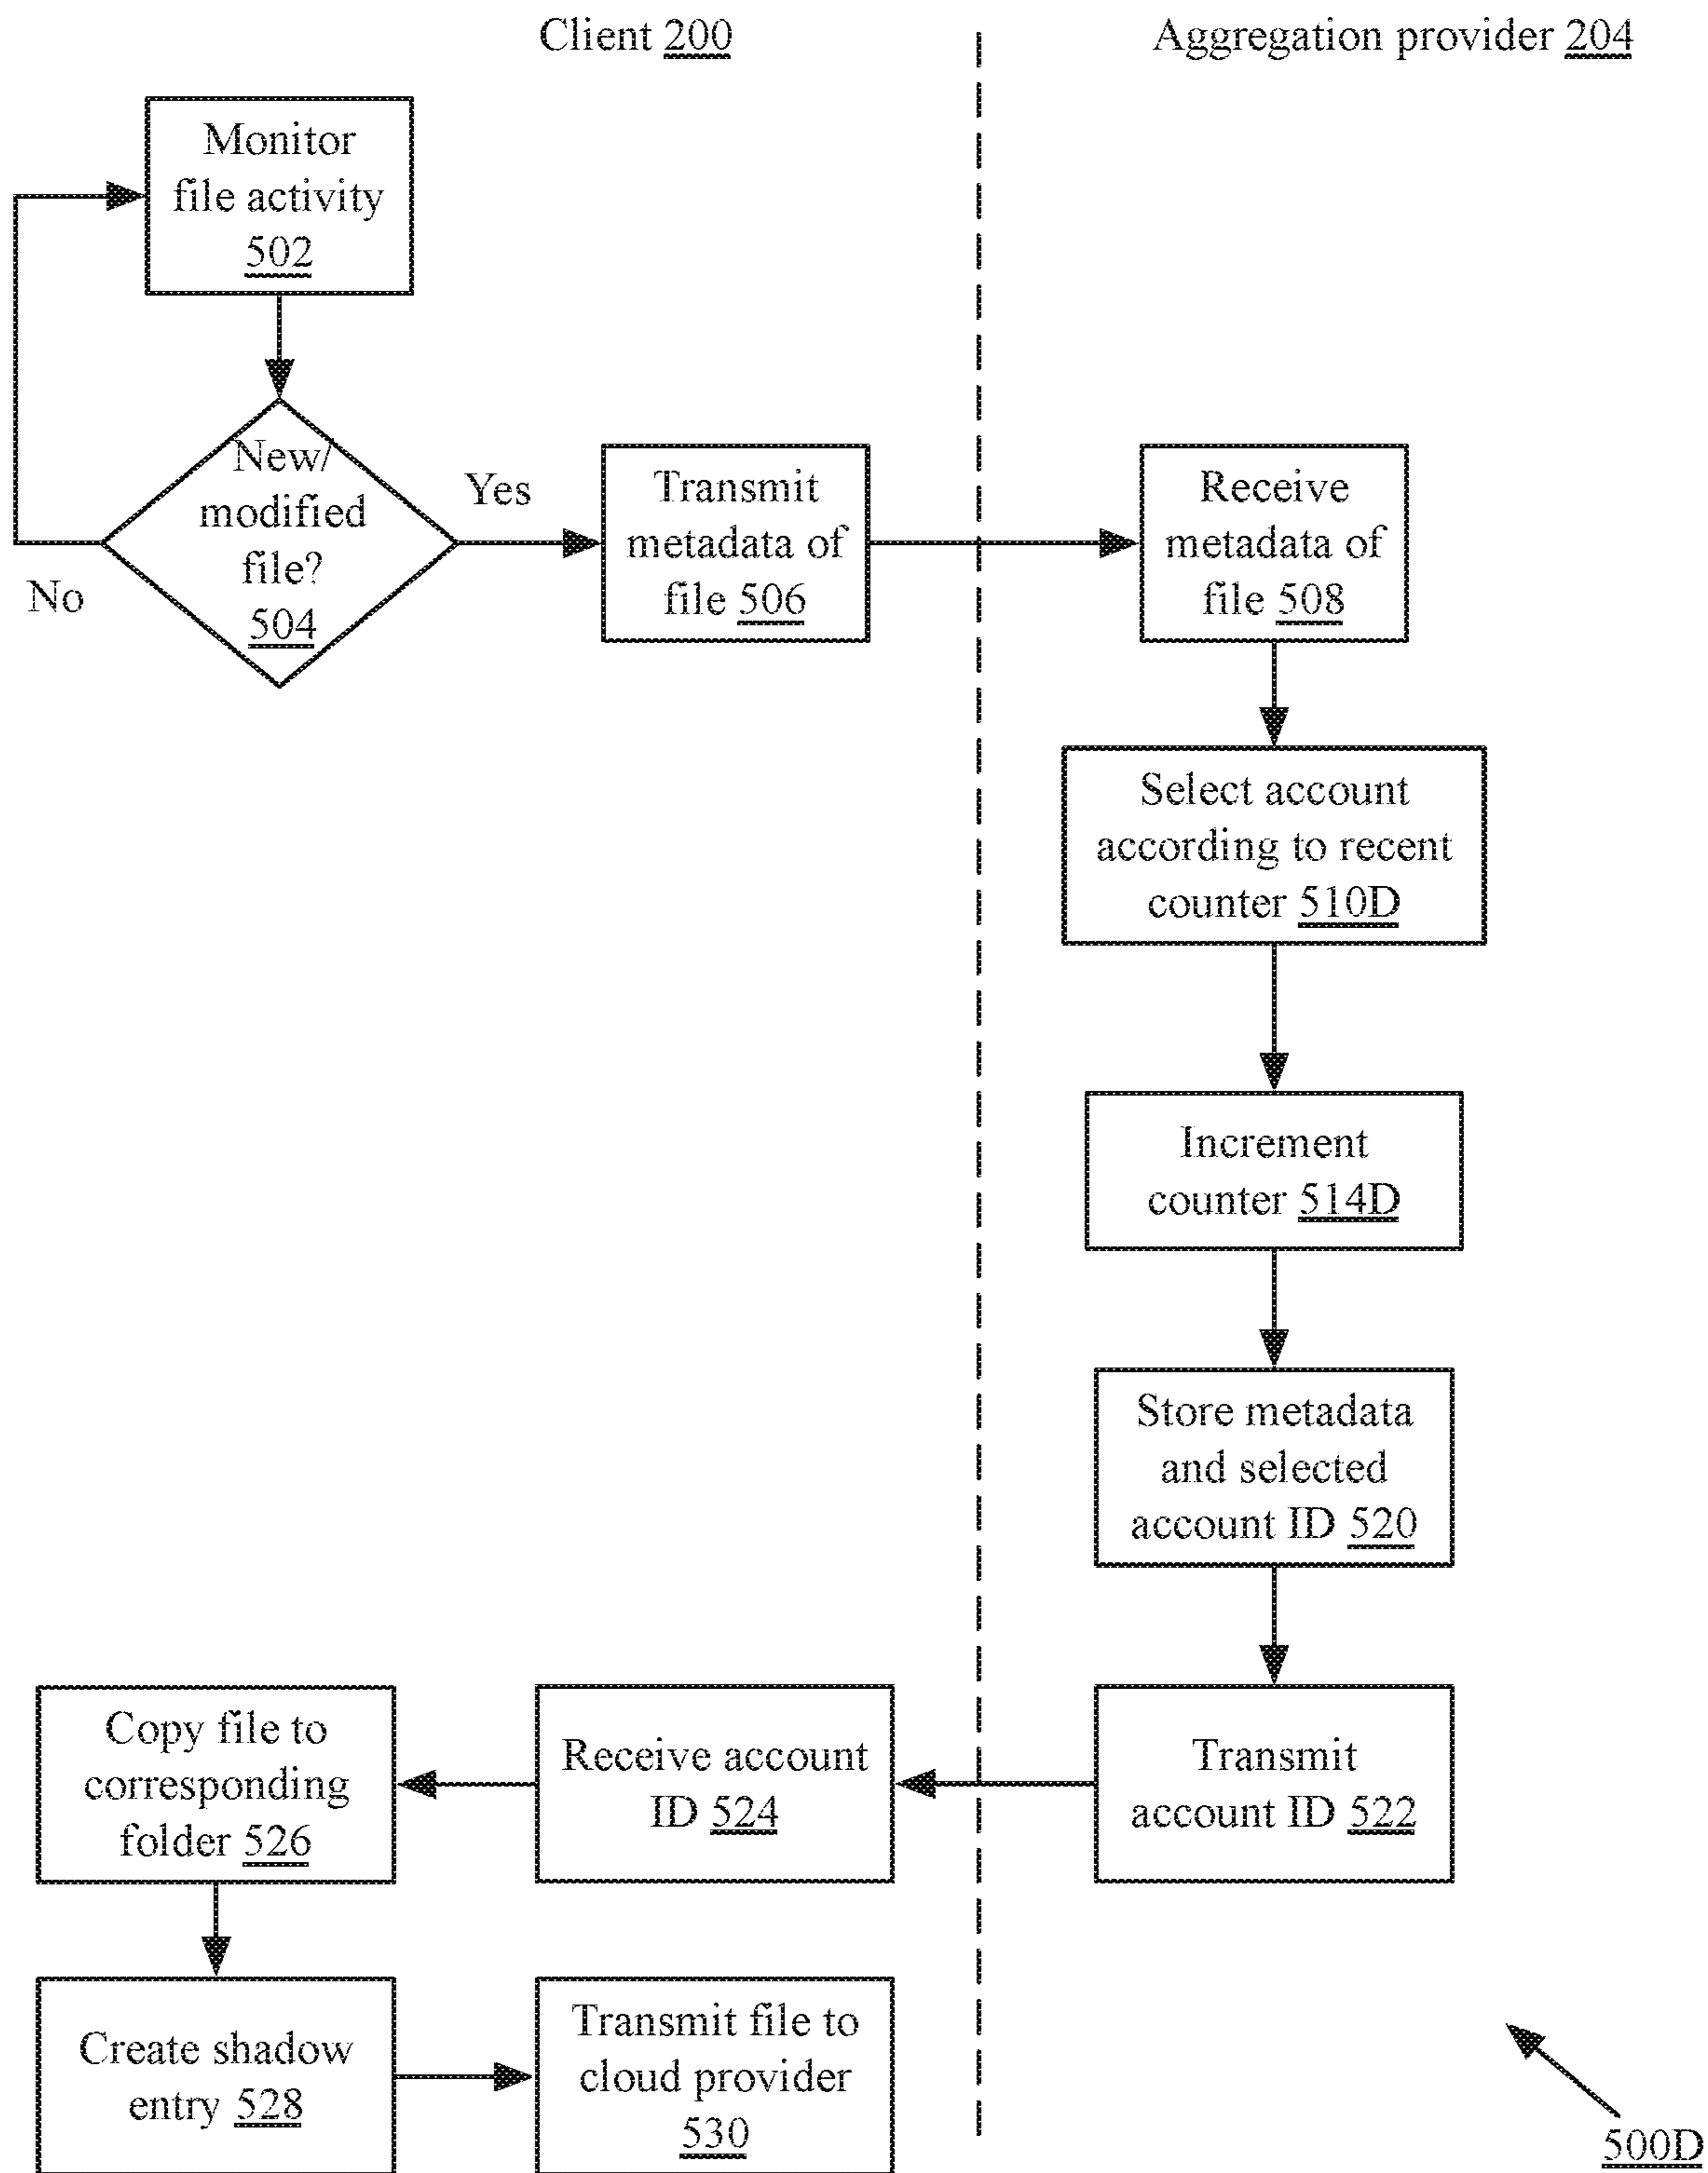 Client 200
Aggregation provider 204
Monitor
file activity
502
New/
modified
file?
504
Yes
No
Transmit
metadata of
file 506
Receive
metadata of
file 508
Select account
according to recent
counter 510D
Increment
counter 514D
Store metadata
and selected
account ID 520
Transmit
account ID 522
Receive account
ID 524
Copy file to
corresponding
folder 526
Create shadow
entry 528
Transmit file to
cloud provider
530
500D